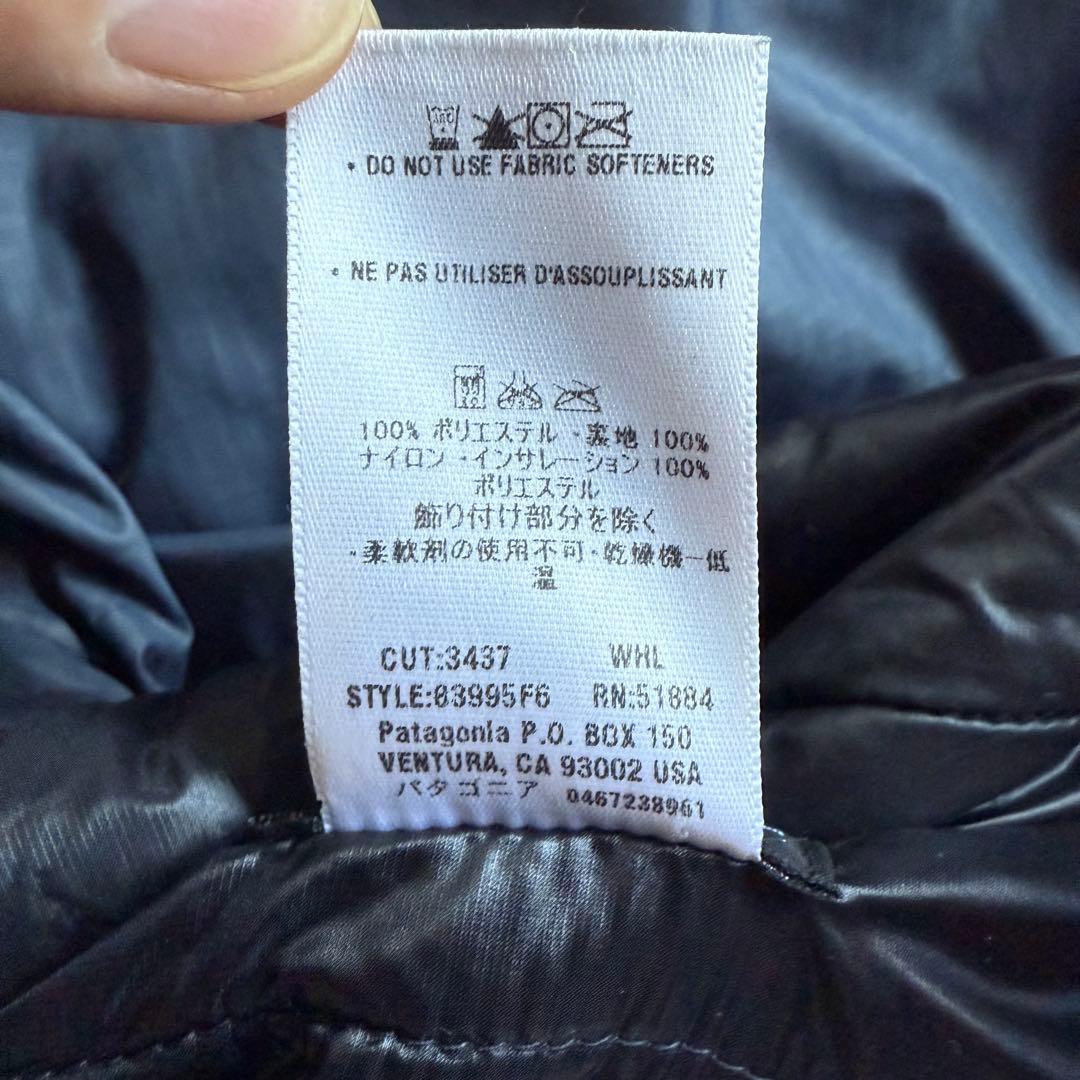 • DO NOT USE FABRIC SOFTENERS
• NE PAS UTILISER D'ASSOUPLISSANT
100% ポリエステル・裏地 100%
ナイロン・インサレーション 100%
ポリエステル
飾り付け部分を除く
・柔軟剤の使用不可・乾燥機ー低
温
CUT:3437 WHL
STYLE:83995F6 RN:51884
Patagonia P.O. BOX 150
VENTURA, CA 93002 USA
パタゴニア 0467238961